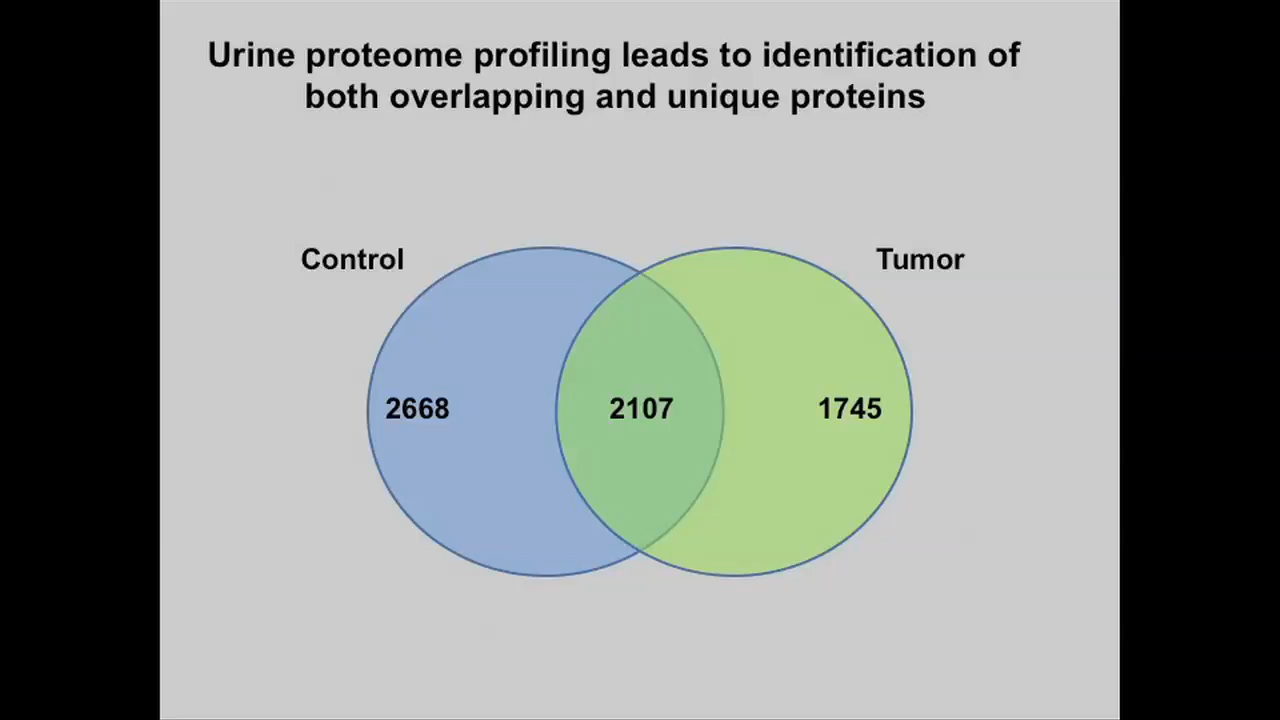 Urine proteome profiling leads to identification of
both overlapping and unique proteins
Control
Tumor
2668
2107
1745